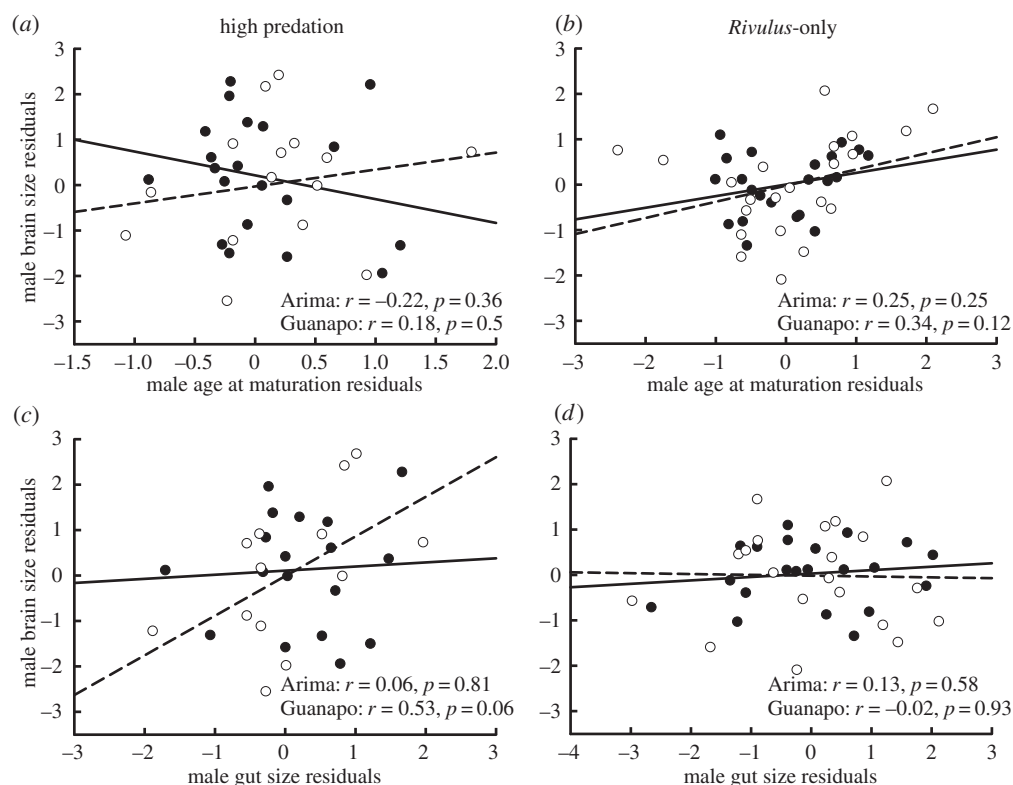 (a) high predation
3
2
1
0
–1
–2
–3
male brain size residuals
Arima: r = –0.22, p = 0.36
Guanapo: r = 0.18, p = 0.5
–1.5 –1.0 –0.5 0 0.5 1.0 1.5 2.0
male age at maturation residuals
(b) Rivulus-only
3
2
1
0
–1
–2
–3
Arima: r = 0.25, p = 0.25
Guanapo: r = 0.34, p = 0.12
–3 –2 –1 0 1 2 3
male age at maturation residuals
(c)
3
2
1
0
–1
–2
–3
male brain size residuals
Arima: r = 0.06, p = 0.81
Guanapo: r = 0.53, p = 0.06
–3 –2 –1 0 1 2 3
male gut size residuals
(d)
3
2
1
0
–1
–2
–3
Arima: r = 0.13, p = 0.58
Guanapo: r = –0.02, p = 0.93
–4 –3 –2 –1 0 1 2 3
male gut size residuals